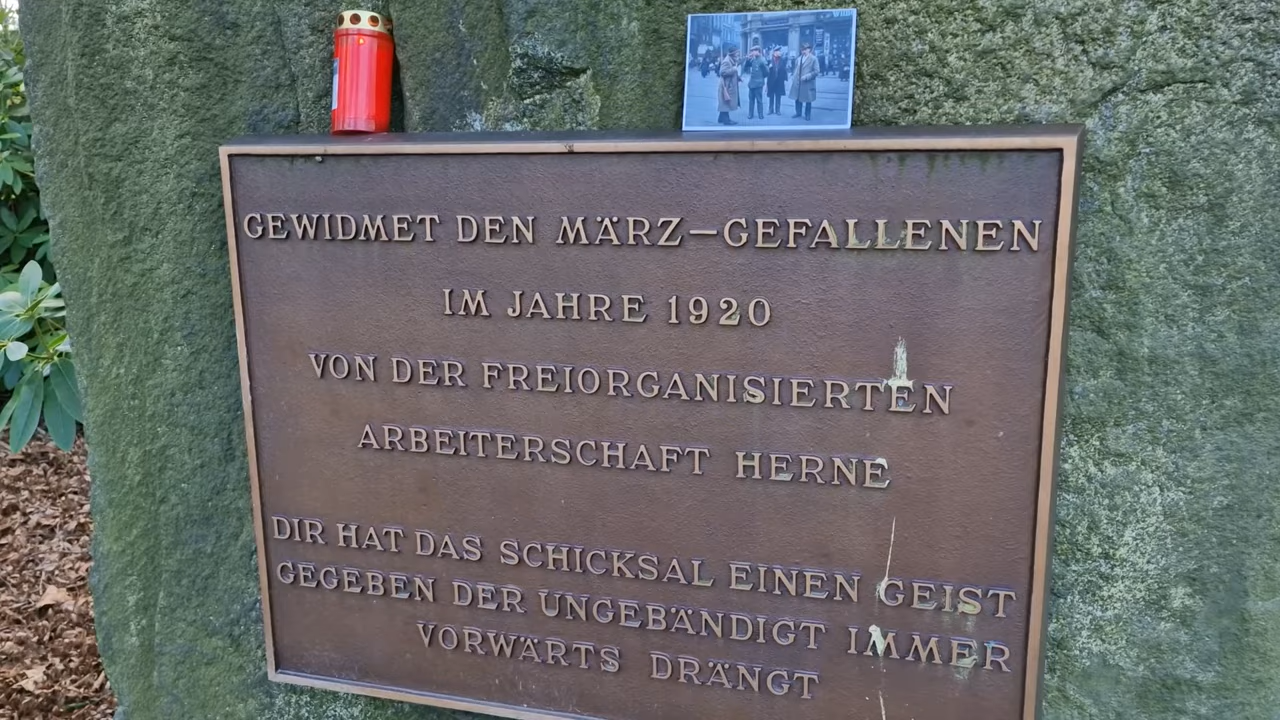 GEWIDMET DEN MÄRZ–GEFALLENEN
IM JAHRE 1920
VON DER FREIORGANISIERTEN
ARBEITERSCHAFT HERNE
DIR HAT DAS SCHICKSAL EINEN GEIST
GEGEBEN DER UNGEBÄNDIGT IMMER
VORWÄRTS DRÄNGT